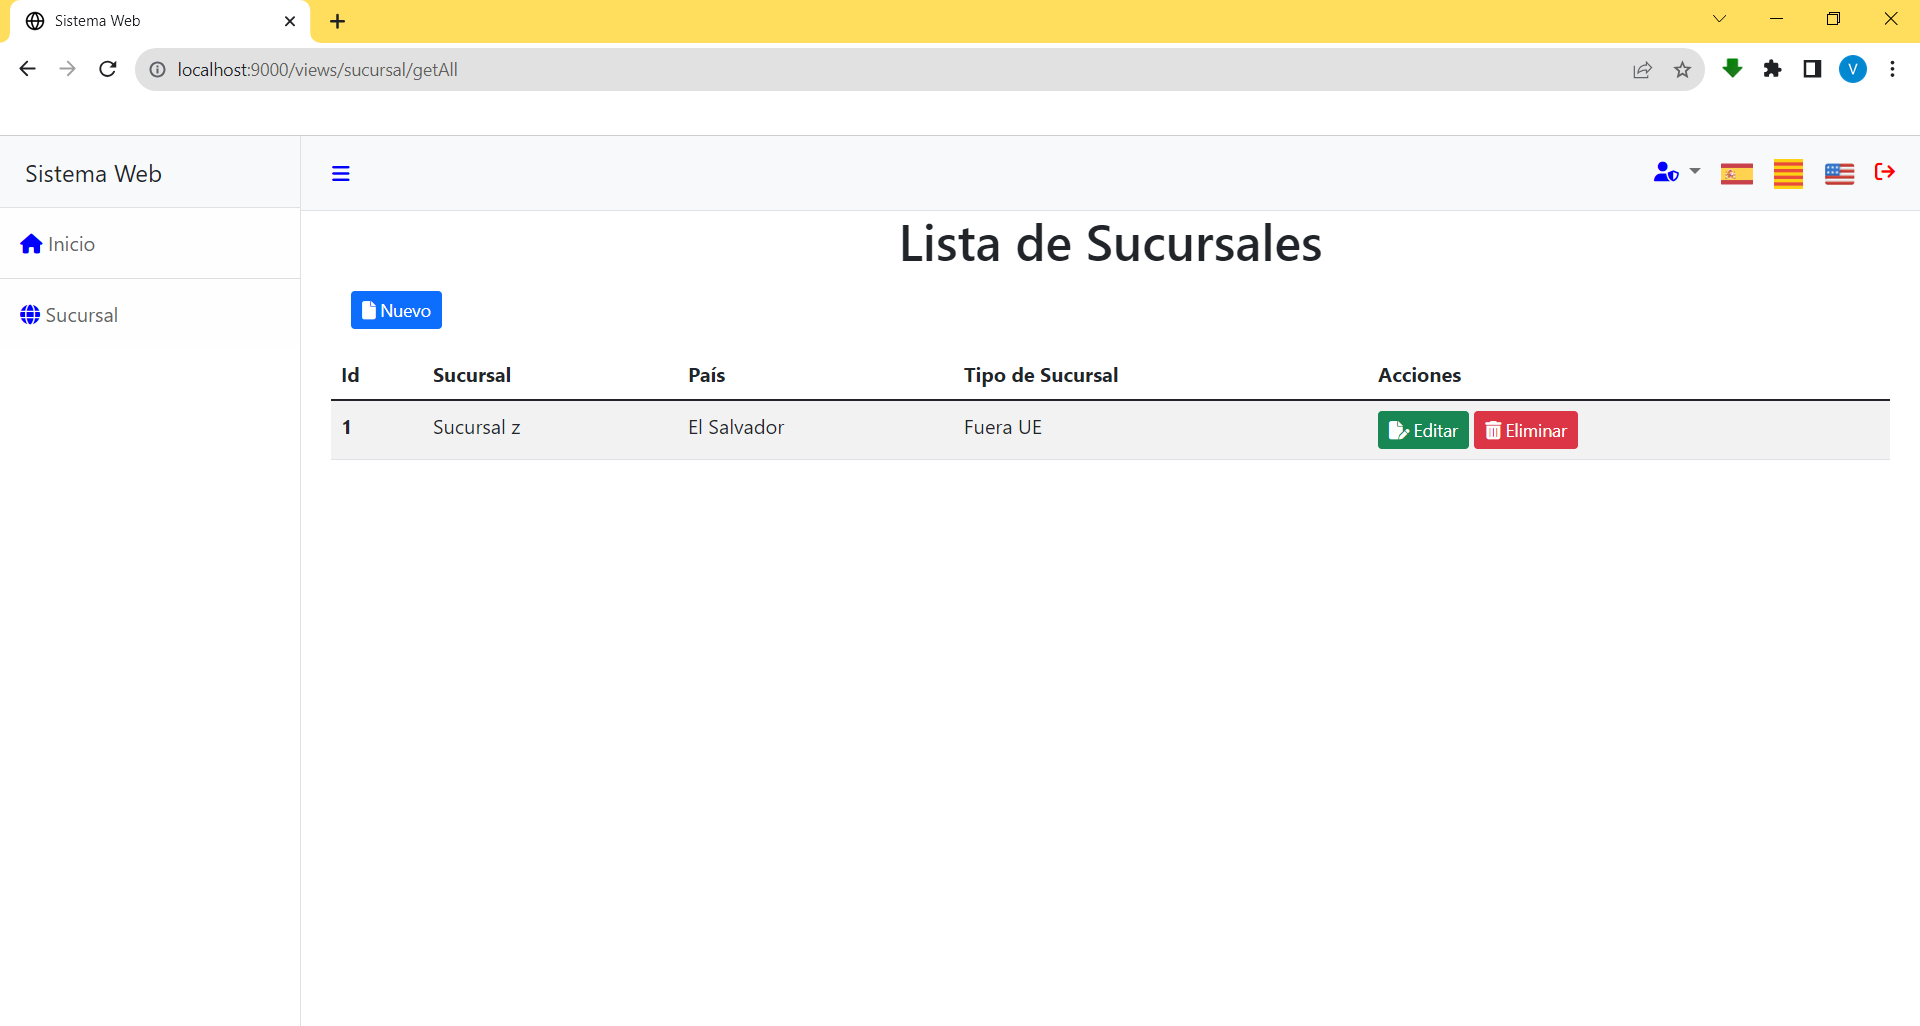 Sistema Web
localhost:9000/views/sucursal/getAll
V
Sistema Web
Inicio
Sucursal
Lista de Sucursales
Nuevo
Id Sucursal País Tipo de Sucursal Acciones
1 Sucursal z El Salvador Fuera UE Editar Eliminar